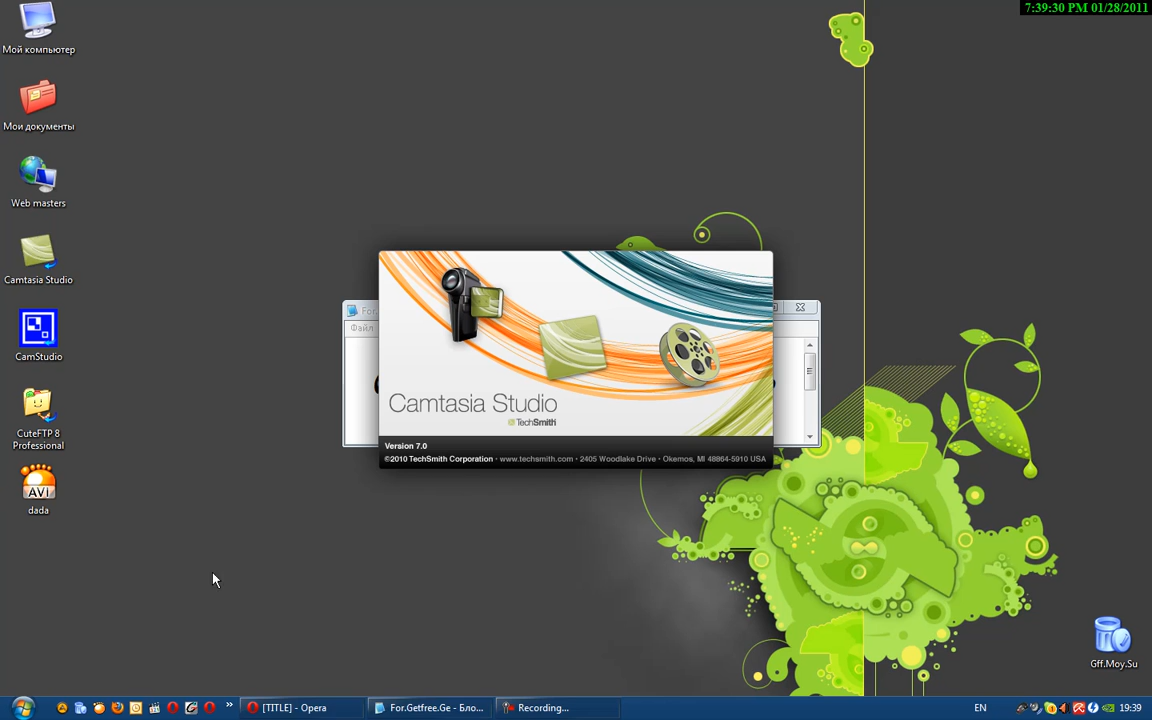 7:39:30 PM 01/28/2011
Мой компьютер
Мои документы
Web masters
Camtasia Studio
CamStudio
CuteFTP 8
Professional
AVI
dada
For.
Файл
Camtasia Studio
TechSmith
Version 7.0
©2010 TechSmith Corporation • www.techsmith.com • 2405 Woodlake Drive • Okemos, MI 48864-5910 USA
Gff.Moy.Su
[TITLE] - Opera
For.Getfree.Ge - Бло...
Recording...
EN
19:39